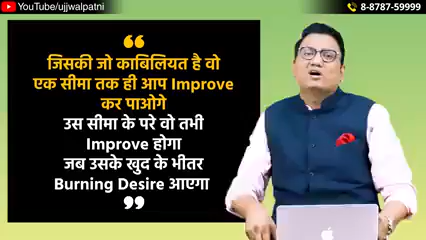 YouTube/ujjwalpatni
8-8787-59999
❝
जिसकी जो काबिलियत है वो
एक सीमा तक ही आप Improve
कर पाओगे
उस सीमा के परे वो तभी
Improve होगा
जब उसके खुद के भीतर
Burning Desire आएगा
❞